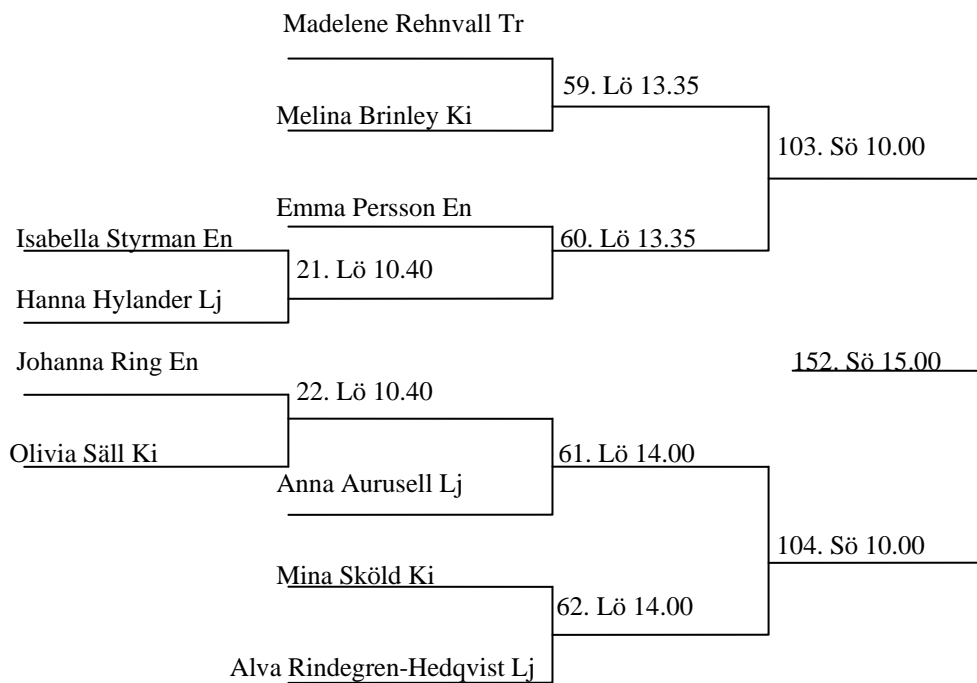 Madelene Rehnvall Tr
59. Lö 13.35
Melina Brinley Ki
103. Sö 10.00
Emma Persson En
Isabella Styrman En
60. Lö 13.35
21. Lö 10.40
Hanna Hylander Lj
Johanna Ring En
152. Sö 15.00
22. Lö 10.40
Olivia Säll Ki
61. Lö 14.00
Anna Aurusell Lj
104. Sö 10.00
Mina Sköld Ki
62. Lö 14.00
Alva Rindegren-Hedqvist Lj